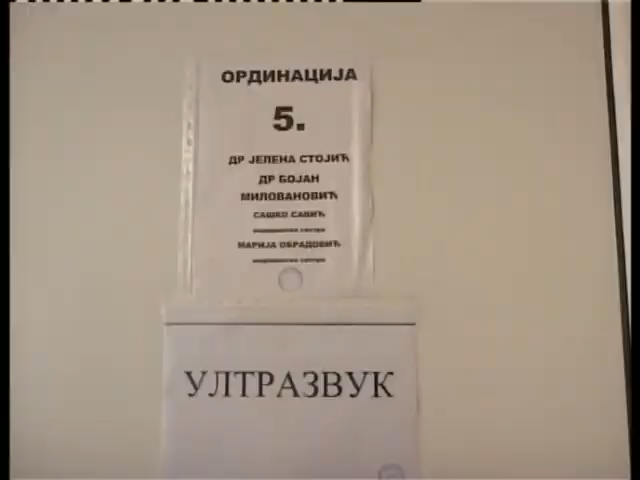 ОРДИНАЦИЈА
5.
ДР ЈЕЛЕНА СТОЈИЋ
ДР БОЈАН
МИЛОВАНОВИЋ
САШКО САВИЋ
МАРИЈА ОБРАДОВИЋ
УЛТРАЗВУК